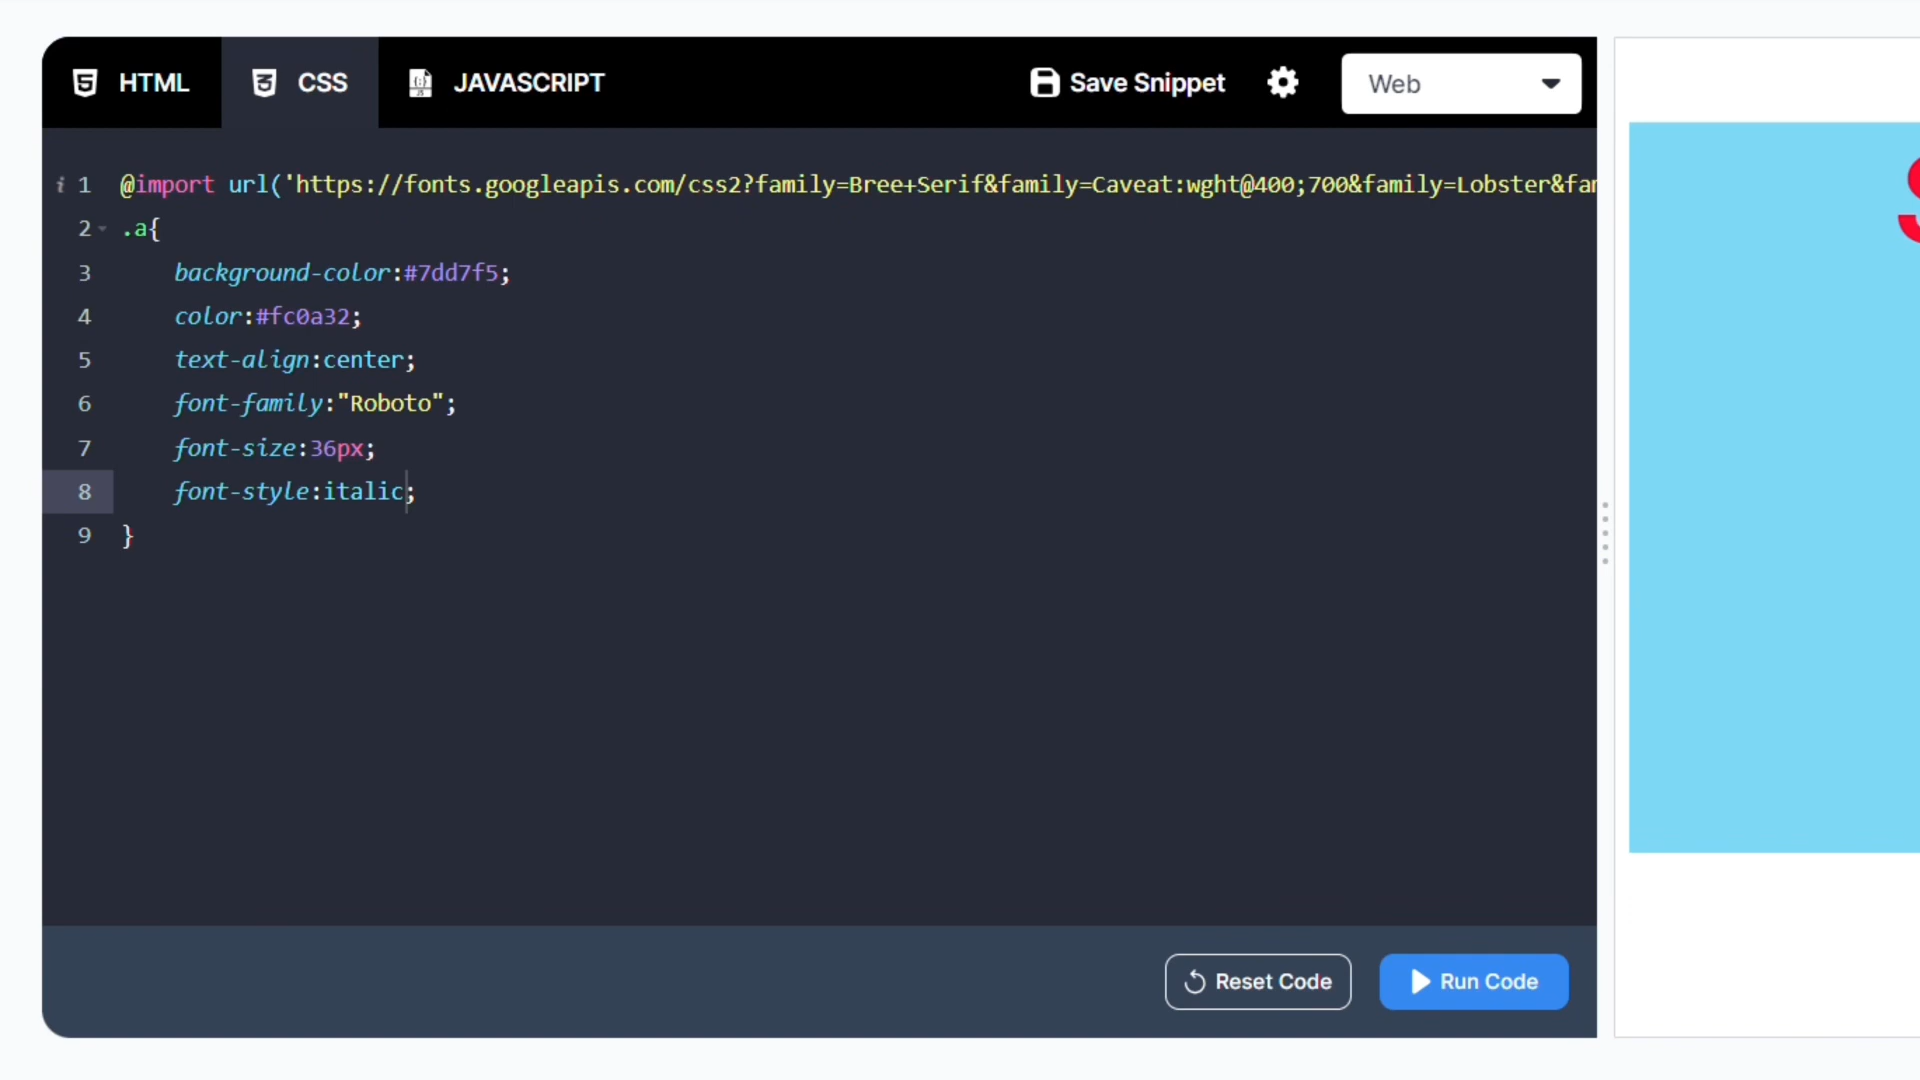 HTML CSS JAVASCRIPT Save Snippet Web
1 @import url('https://fonts.googleapis.com/css2?family=Bree+Serif&family=Caveat:wght@400;700&family=Lobster&fam
2 .a{
3 background-color:#7dd7f5;
4 color:#fc0a32;
5 text-align:center;
6 font-family:"Roboto";
7 font-size:36px;
8 font-style:italic;
9 }
Reset Code Run Code